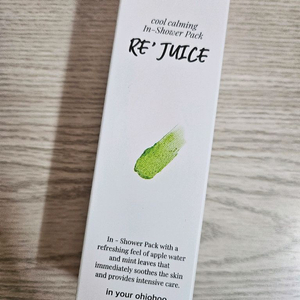 cool calming
In-Shower Pack
RE' JUICE
In - Shower Pack with a
refreshing feel of apple water
and mint leaves that
immediately soothes the skin
and provides intensive care.
in your ohiohoo